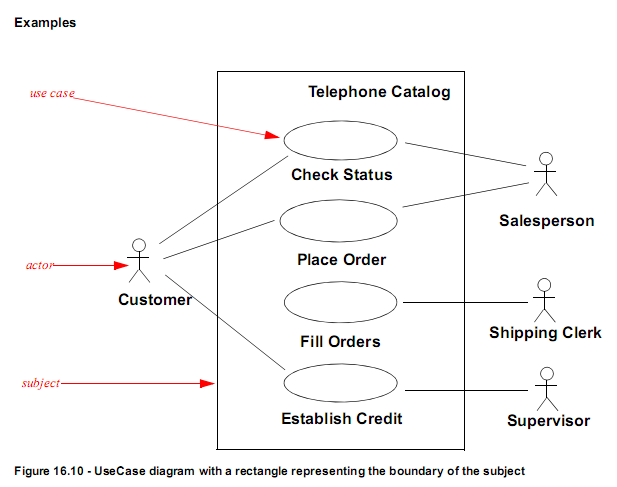 Examples
Telephone Catalog
use case
Check Status
Salesperson
Place Order
actor
Customer
Fill Orders
Shipping Clerk
subject
Establish Credit
Supervisor
Figure 16.10 - UseCase diagram with a rectangle representing the boundary of the subject